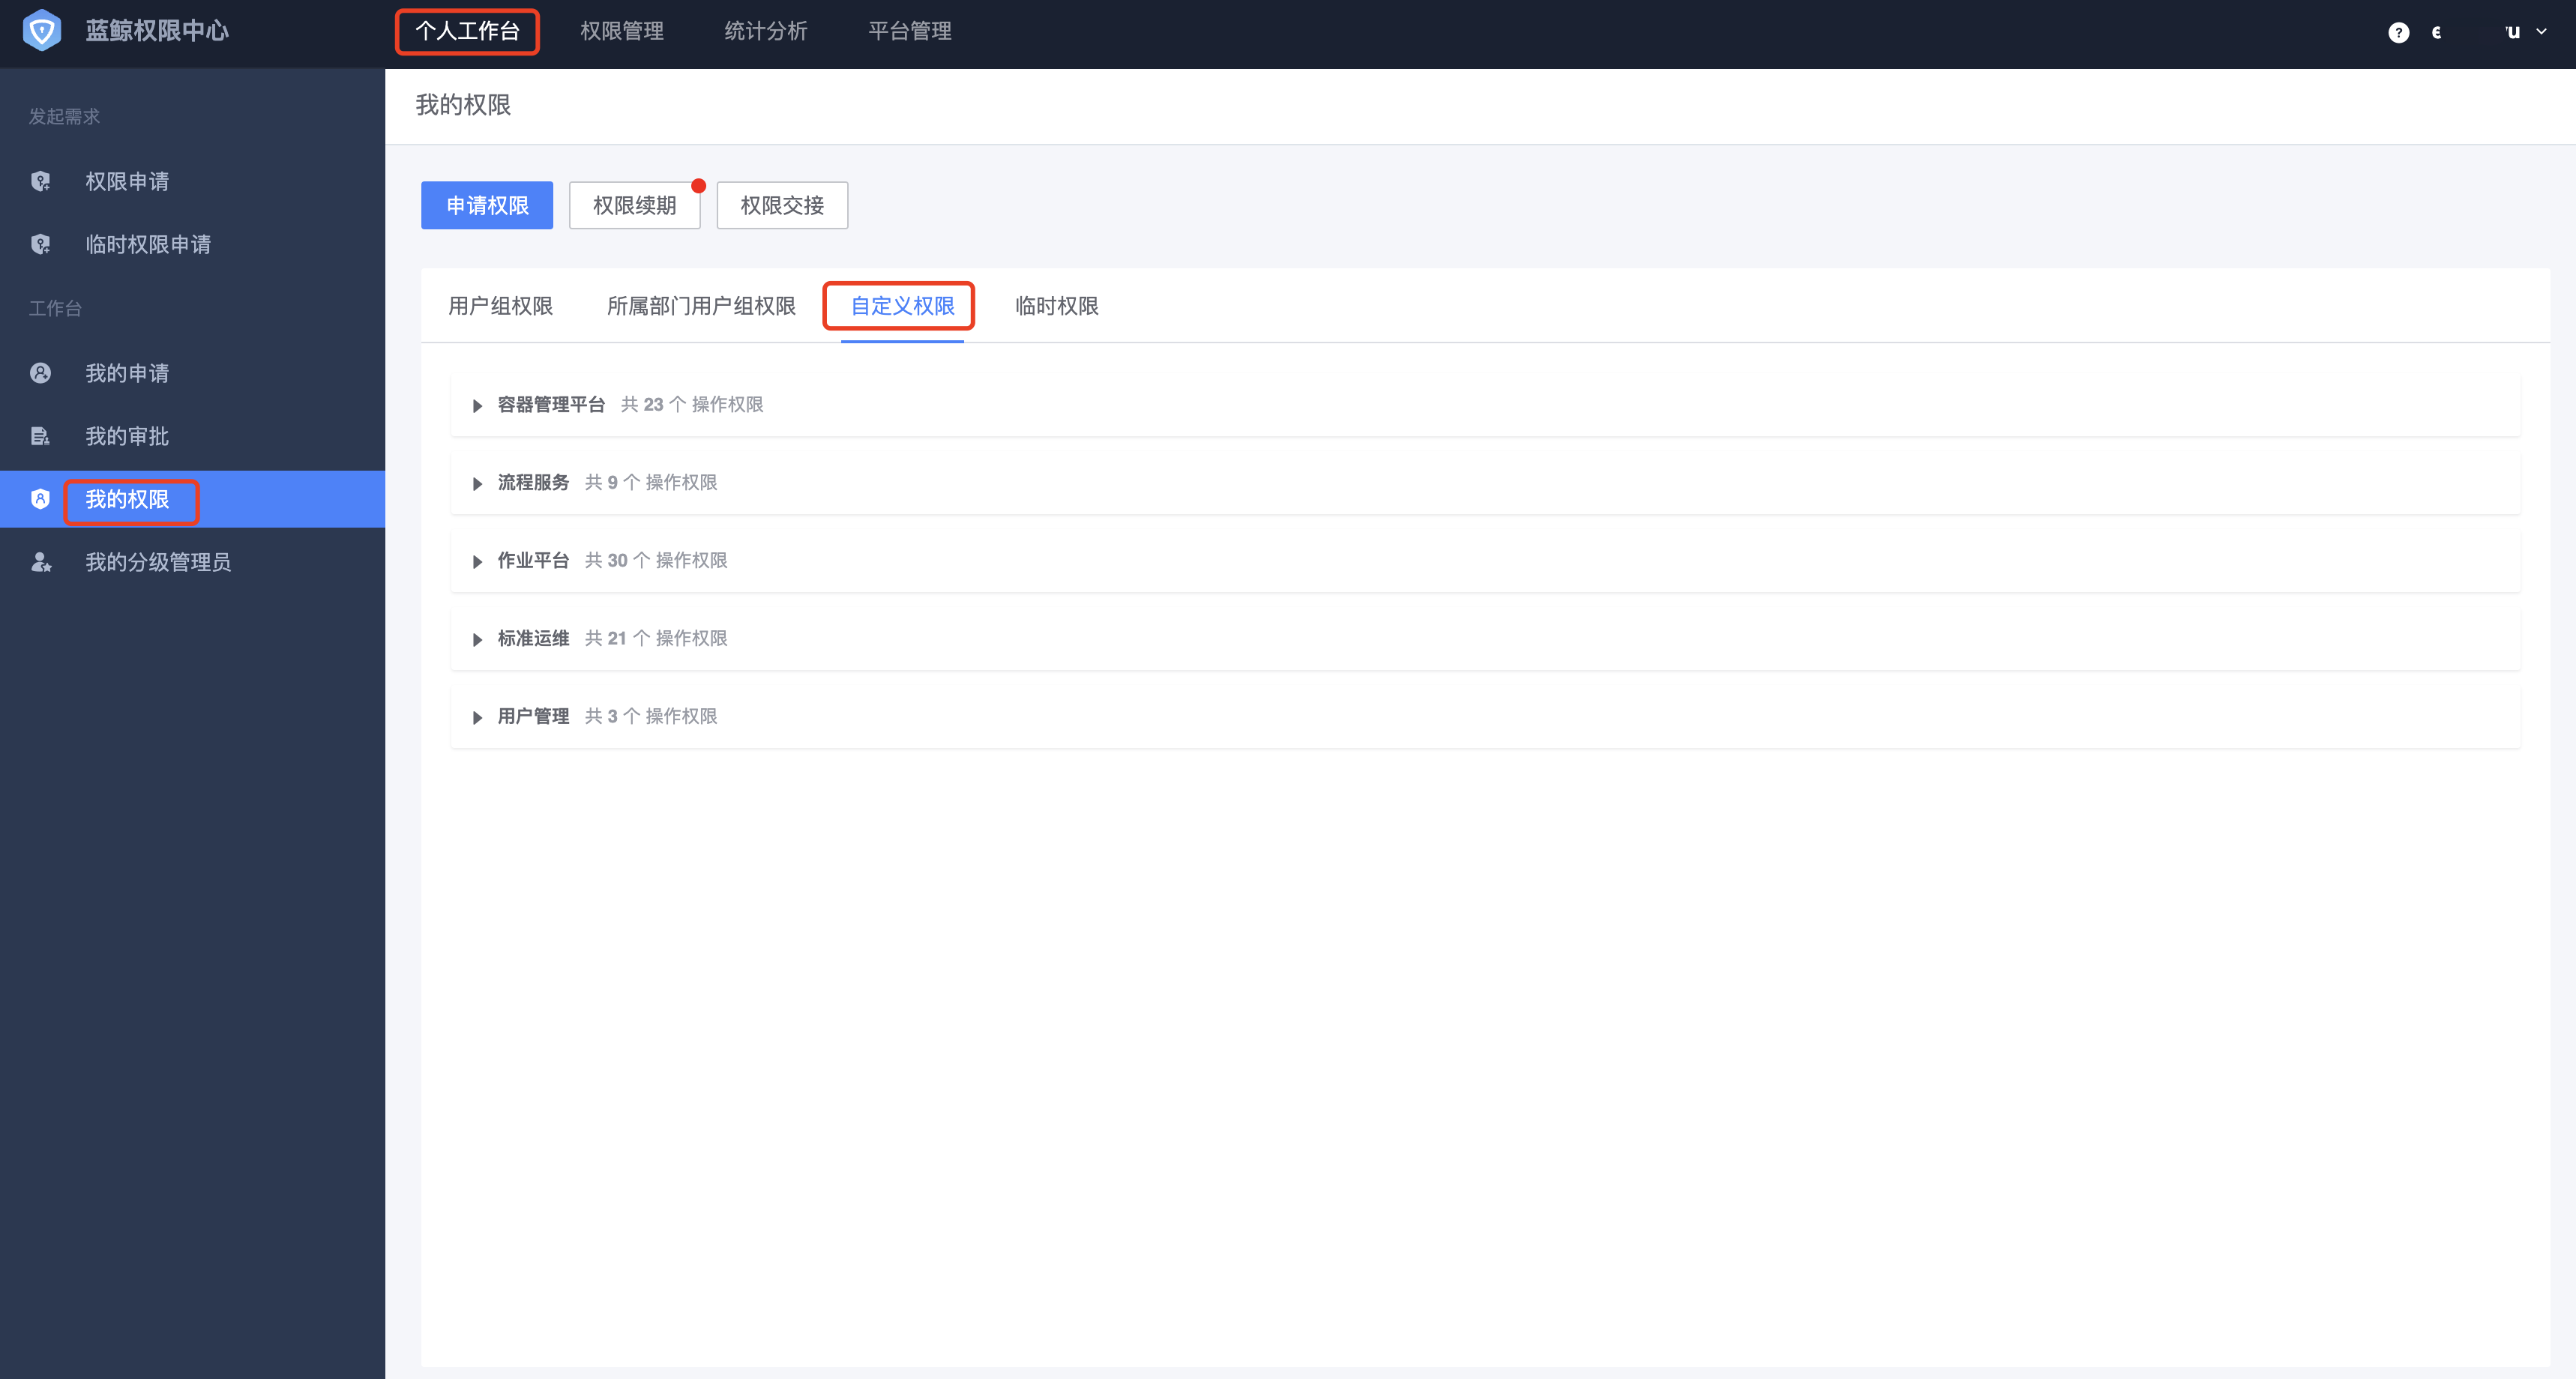 蓝鲸权限中心
个人工作台 权限管理 统计分析 平台管理
发起需求
权限申请
临时权限申请
工作台
我的申请
我的审批
我的权限
我的分级管理员
我的权限
申请权限 权限续期 权限交接
用户组权限 所属部门用户组权限 自定义权限 临时权限
容器管理平台 共 23 个 操作权限
流程服务 共 9 个 操作权限
作业平台 共 30 个 操作权限
标准运维 共 21 个 操作权限
用户管理 共 3 个 操作权限